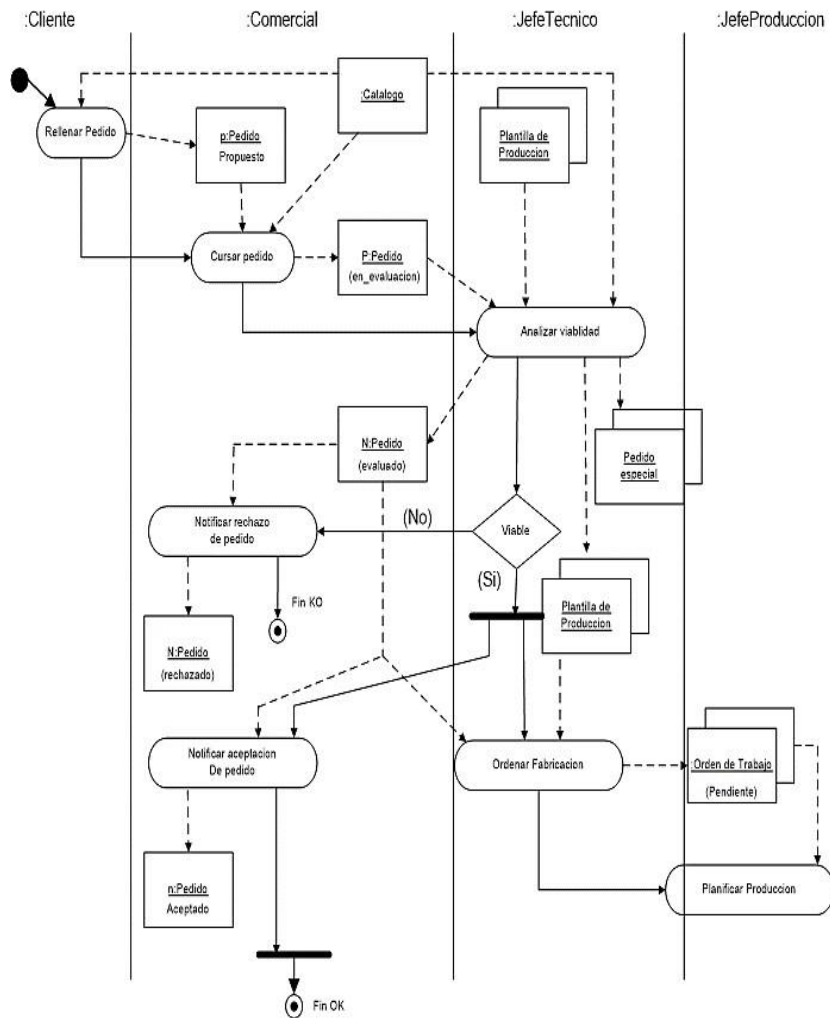 :Cliente
:Comercial
:JefeTecnico
:JefeProduccion
:Catalogo
Rellenar Pedido
p:Pedido
Propuesto
Plantilla de
Produccion
Cursar pedido
P:Pedido
(en_evaluacion)
Analizar viablidad
N:Pedido
(evaluado)
Pedido
especial
Notificar rechazo
de pedido
(No)
Viable
(Si)
Fin KO
Plantilla de
Produccion
N:Pedido
(rechazado)
Notificar aceptacion
De pedido
Ordenar Fabricacion
:Orden de Trabajo
(Pendiente)
n:Pedido
Aceptado
Planificar Produccion
Fin OK